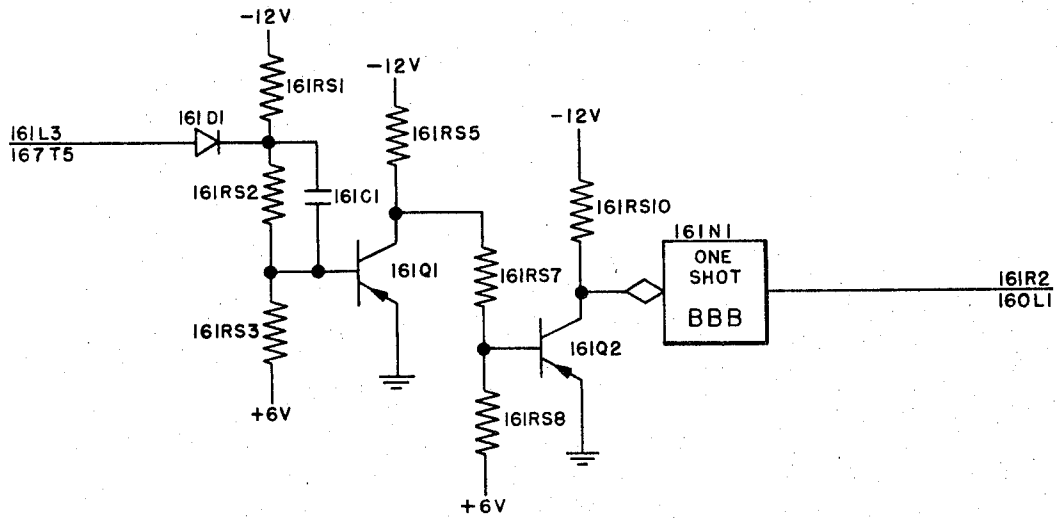 -12V
161RS1
-12V
161L3
167T5
161D1
161RS5
-12V
161RS2
161C1
161RS10
161N1
ONE
SHOT
BBB
161Q1
161RS7
161R2
160L1
161RS3
161Q2
+6V
161RS8
+6V